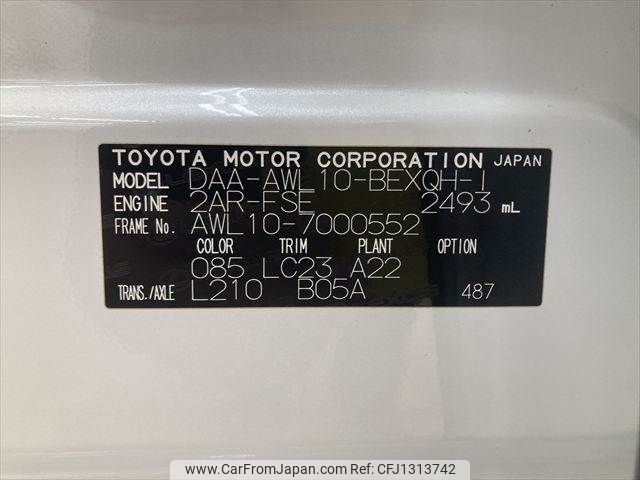 TOYOTA MOTOR CORPORATION JAPAN
MODEL DAA-AWL10-BEXQH-1
ENGINE 2AR-FSE 2493 mL
FRAME No. AWL10-7000552
COLOR TRIM PLANT OPTION
085 LC23 A22
TRANS./AXLE L210 B05A 487
www.CarFromJapan.com - CFJ1313742